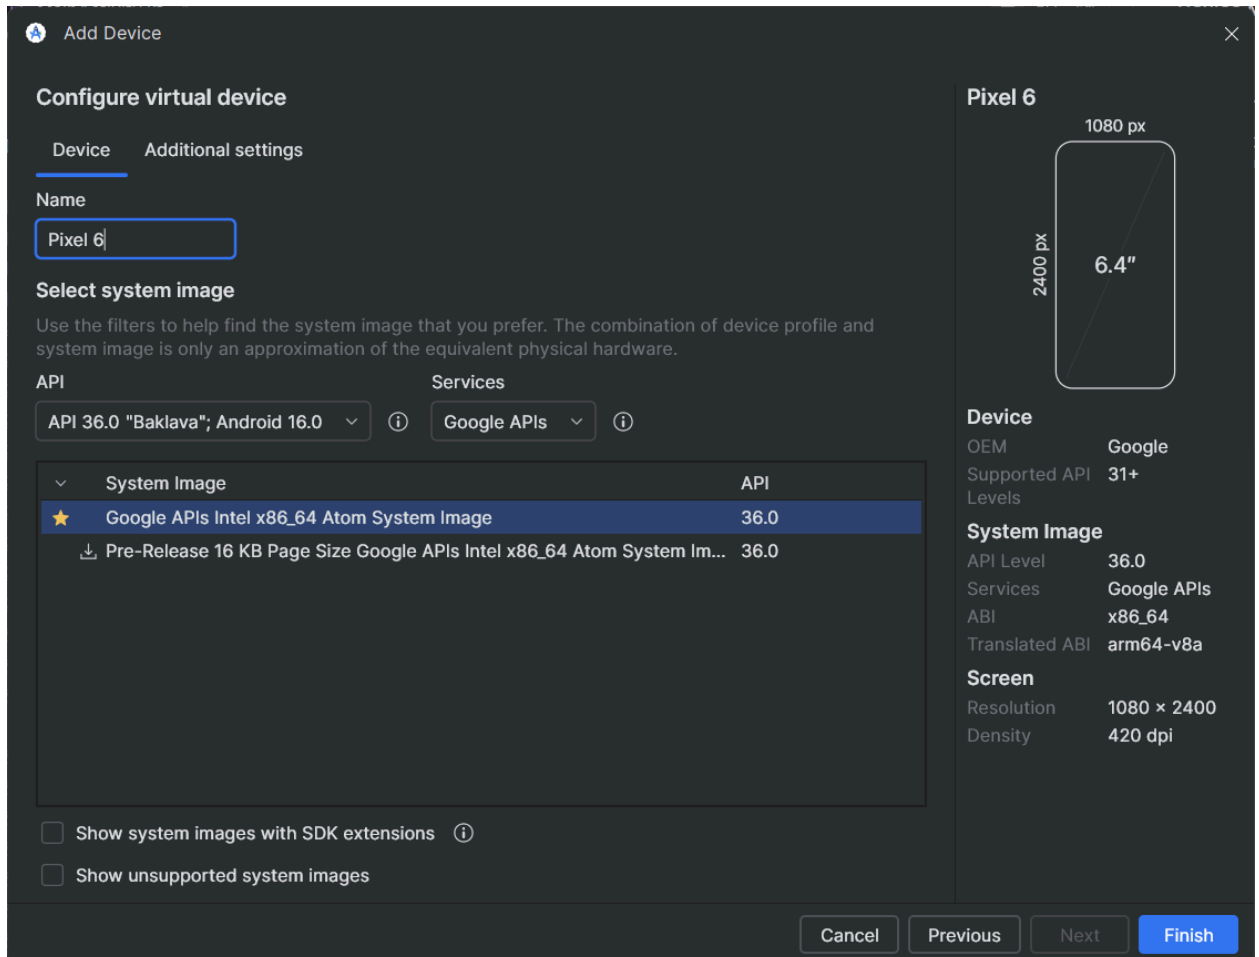 Add Device
Configure virtual device
Device Additional settings
Name
Pixel 6
Select system image
Use the filters to help find the system image that you prefer. The combination of device profile and
system image is only an approximation of the equivalent physical hardware.
API Services
API 36.0 "Baklava"; Android 16.0 Google APIs
System Image API
Google APIs Intel x86_64 Atom System Image 36.0
Pre-Release 16 KB Page Size Google APIs Intel x86_64 Atom System Im... 36.0
Show system images with SDK extensions
Show unsupported system images
Pixel 6
1080 px
2400 px
6.4″
Device
OEM Google
Supported API 31+
Levels
System Image
API Level 36.0
Services Google APIs
ABI x86_64
Translated ABI arm64-v8a
Screen
Resolution 1080 × 2400
Density 420 dpi
Cancel Previous Next Finish